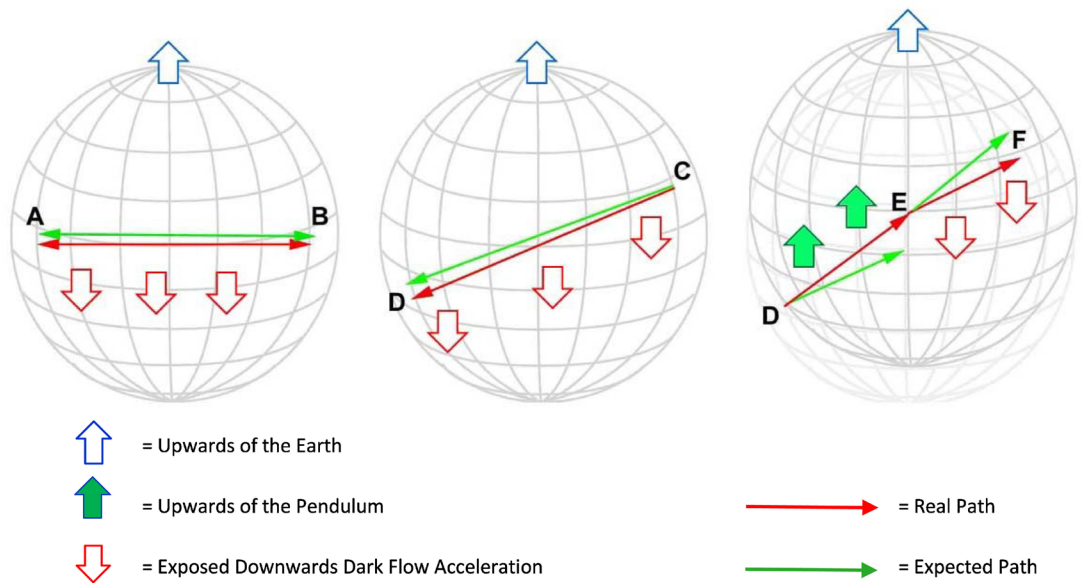 A
B
C
D
D
E
F
= Upwards of the Earth
= Upwards of the Pendulum
= Real Path
= Exposed Downwards Dark Flow Acceleration
= Expected Path